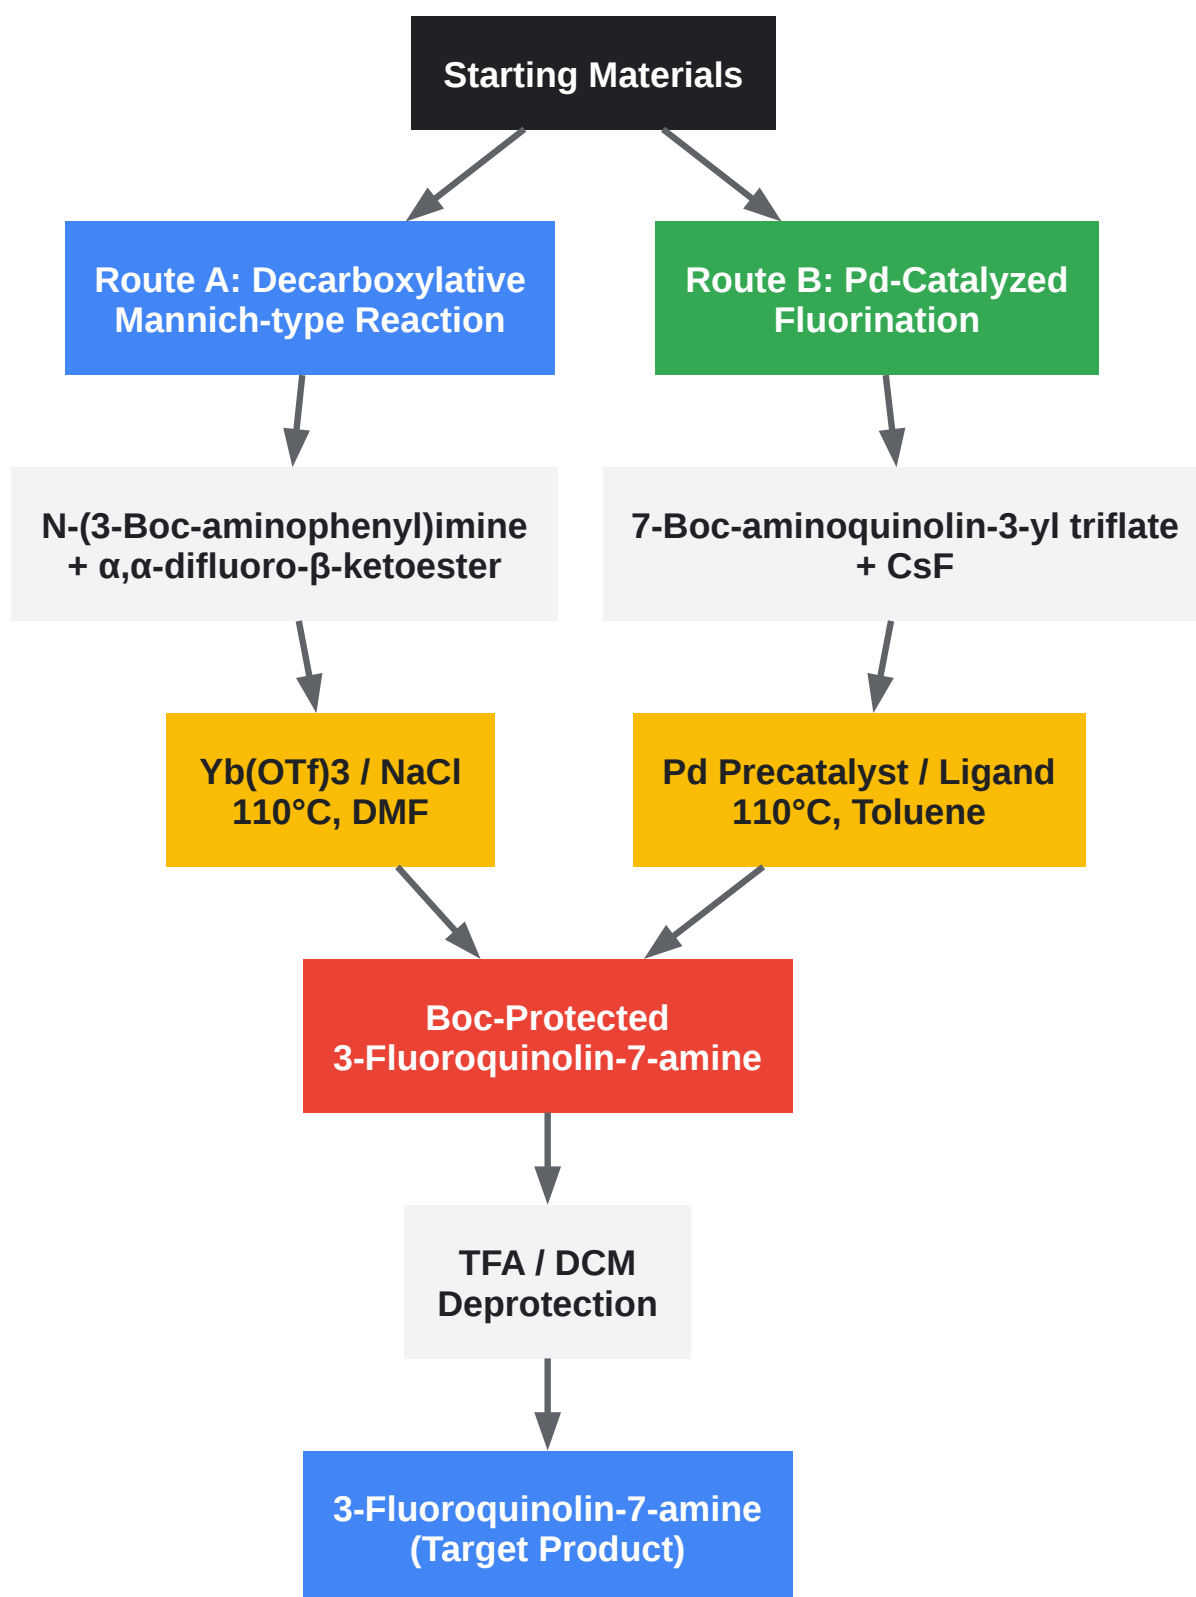 Starting Materials
Route A: Decarboxylative
Mannich-type Reaction
Route B: Pd-Catalyzed
Fluorination
N-(3-Boc-aminophenyl)imine
+ α,α-difluoro-β-ketoester
7-Boc-aminoquinolin-3-yl triflate
+ CsF
Yb(OTf)3 / NaCl
110°C, DMF
Pd Precatalyst / Ligand
110°C, Toluene
Boc-Protected
3-Fluoroquinolin-7-amine
TFA / DCM
Deprotection
3-Fluoroquinolin-7-amine
(Target Product)